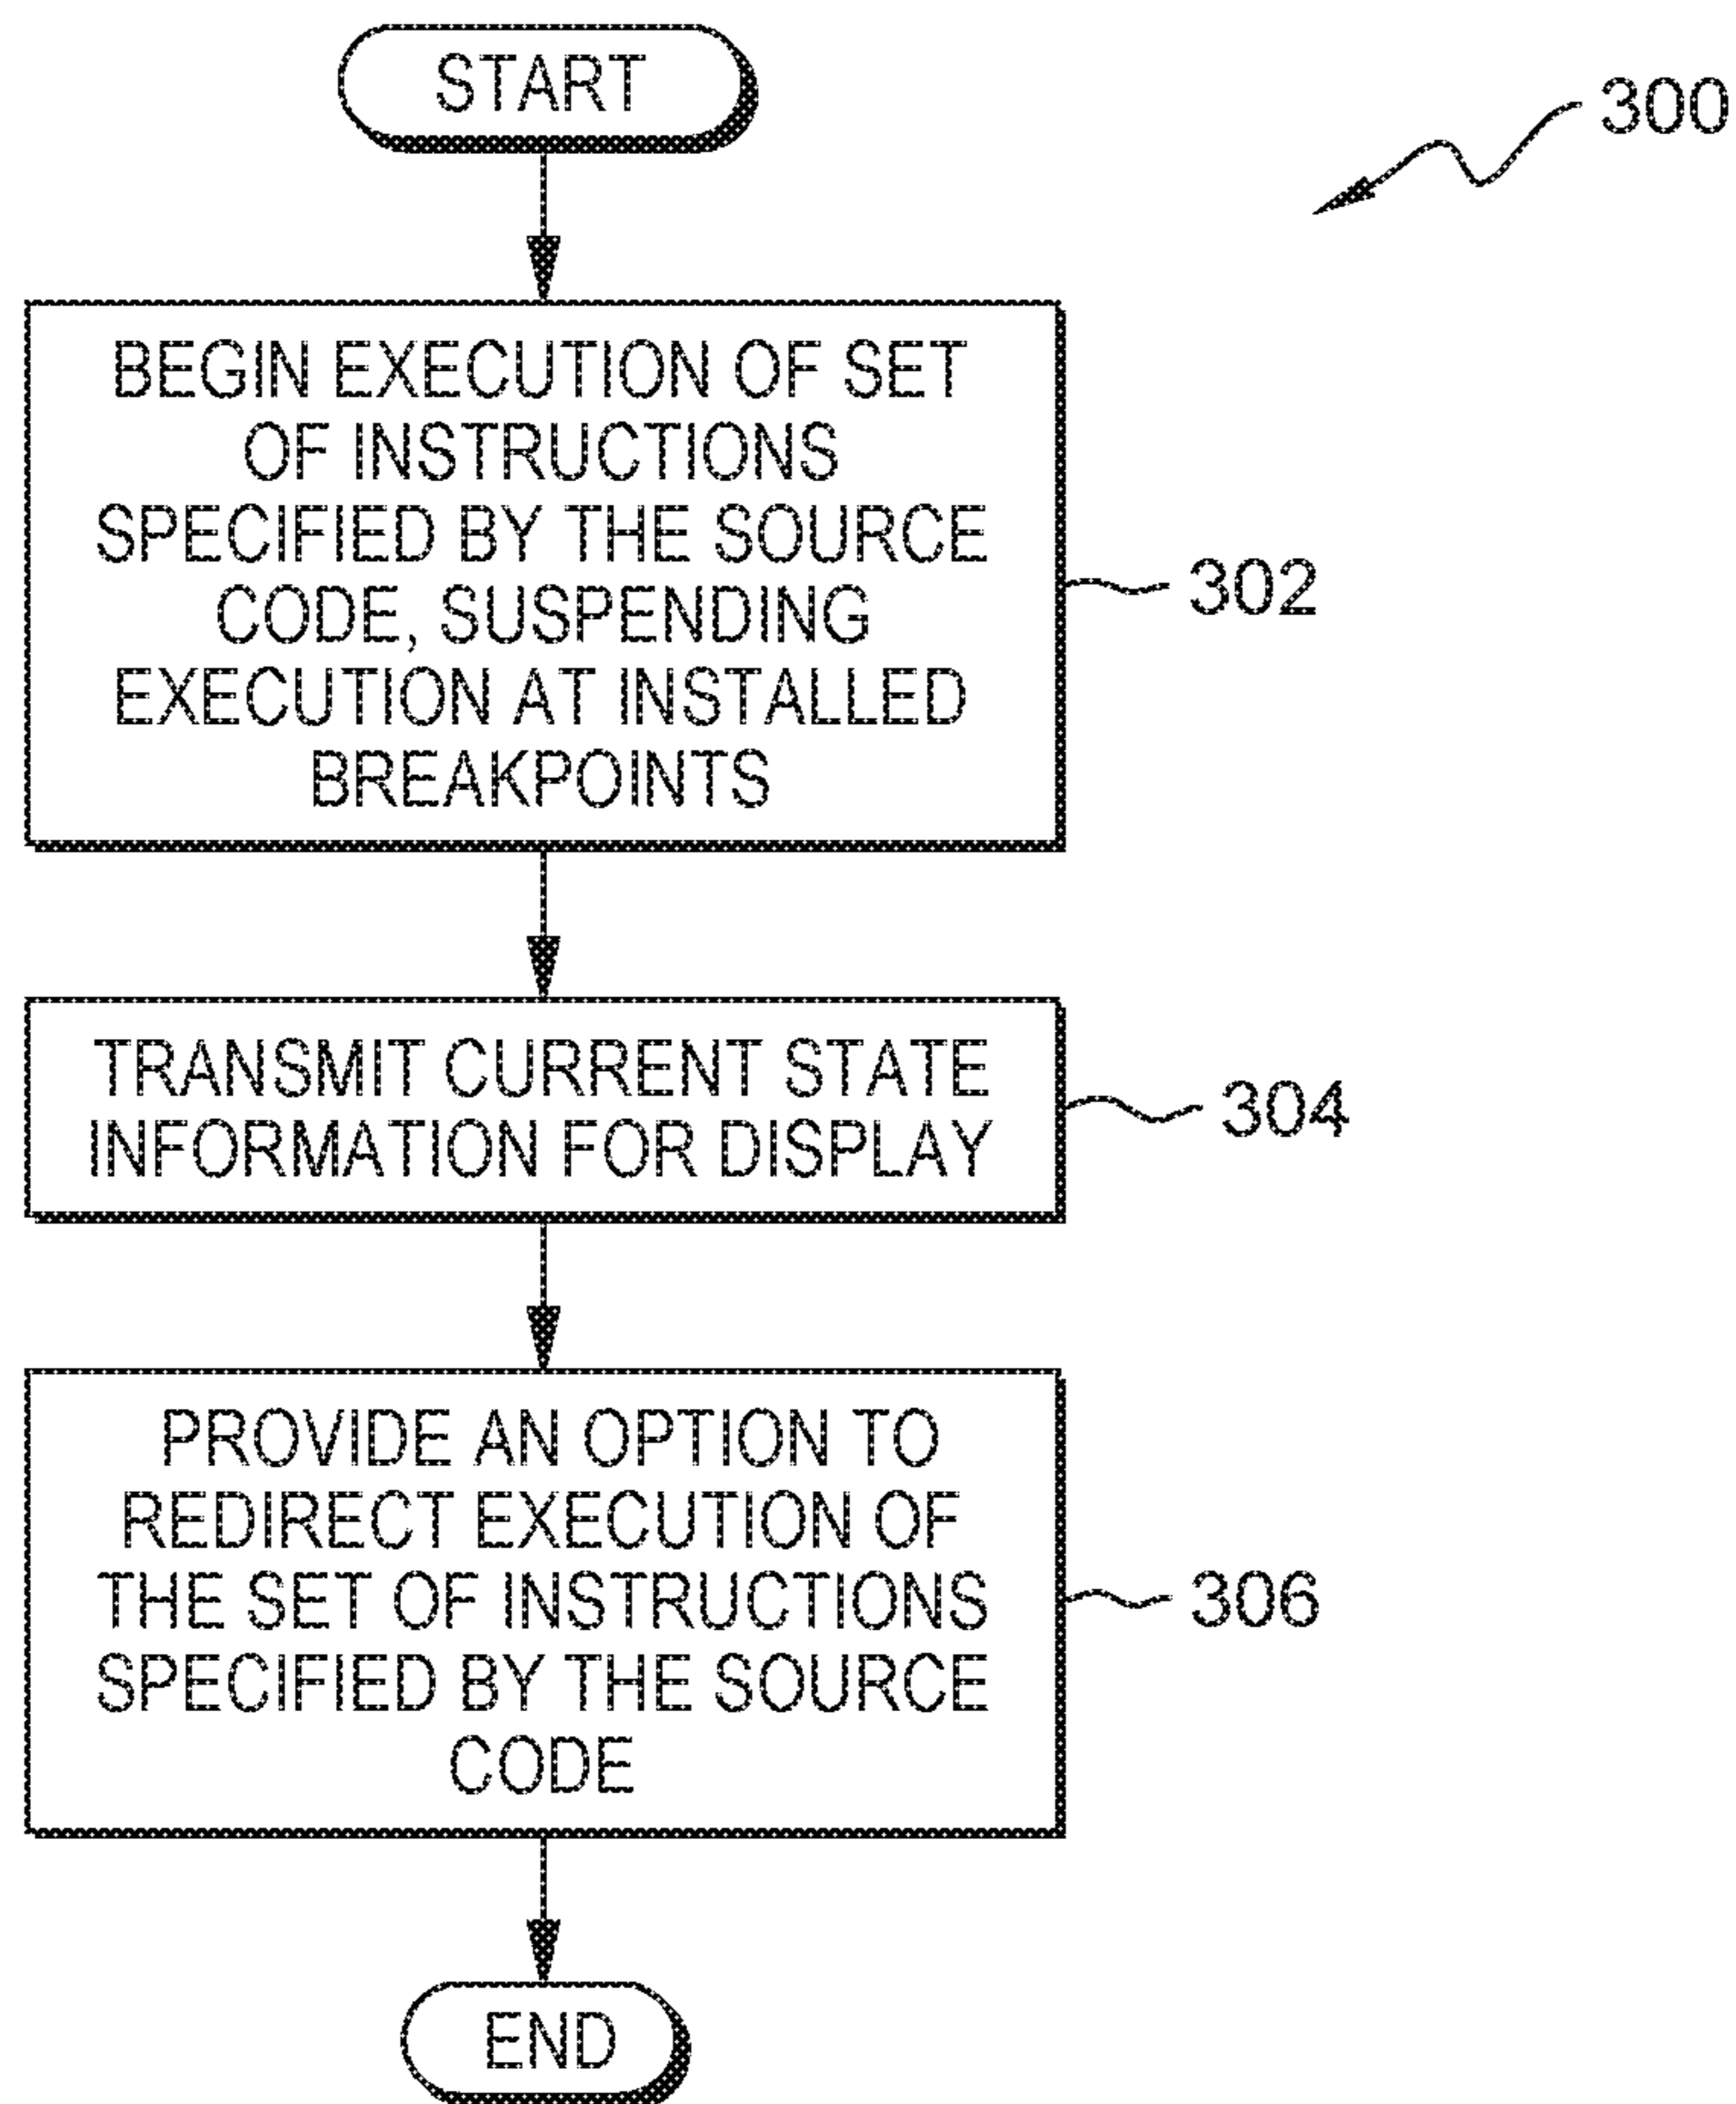 START
300
BEGIN EXECUTION OF SET
OF INSTRUCTIONS
SPECIFIED BY THE SOURCE
CODE, SUSPENDING
EXECUTION AT INSTALLED
BREAKPOINTS
302
TRANSMIT CURRENT STATE
INFORMATION FOR DISPLAY
304
PROVIDE AN OPTION TO
REDIRECT EXECUTION OF
THE SET OF INSTRUCTIONS
SPECIFIED BY THE SOURCE
CODE
306
END